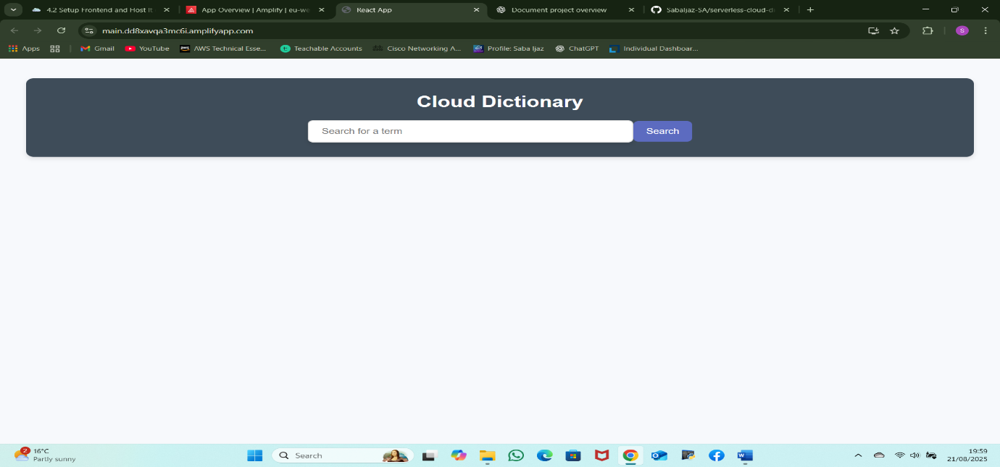 4.2 Setup Frontend and Host It
App Overview | Amplify | eu-we
React App
Document project overview
SabaIjaz-SA/serverless-cloud-di
main.dd8xavqa3mc6i.amplifyapp.com
S
Apps
Gmail
YouTube
AWS Technical Esse...
Teachable Accounts
Cisco Networking A...
Profile: Saba Ijaz
ChatGPT
Individual Dashboar...
Cloud Dictionary
Search for a term
Search
2
16°C
Partly sunny
Search
19:59
21/08/2025